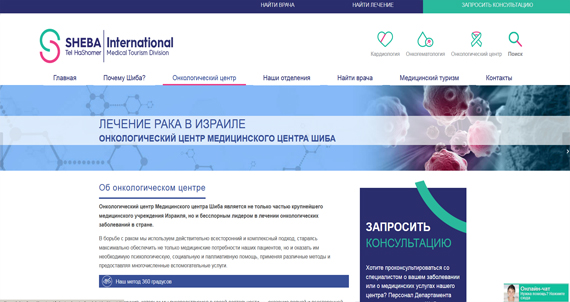 НАЙТИ ВРАЧА НАЙТИ ЛЕЧЕНИЕ ЗАПРОСИТЬ КОНСУЛЬТАЦИЮ
SHEBA International
Tel HaShomer Medical Tourism Division
Кардиология Онкогематология Онкологический центр Поиск
Главная Почему Шиба? Онкологический центр Наши отделения Найти врача Медицинский туризм Контакты
ЛЕЧЕНИЕ РАКА В ИЗРАИЛЕ
ОНКОЛОГИЧЕСКИЙ ЦЕНТР МЕДИЦИНСКОГО ЦЕНТРА ШИБА
Об онкологическом центре
Онкологический центр Медицинского центра Шиба является не только частью крупнейшего
медицинского учреждения Израиля, но и бесспорным лидером в лечении онкологических
заболеваний в стране.
В борьбе с раком мы используем действительно всесторонний и комплексный подход, стараясь
максимально обеспечить не только медицинские потребности наших пациентов, но и оказать им
необходимую психологическую, социальную и паллиативную помощь, применяя различные методы и
предоставляя многочисленные вспомогательные услуги.
Наш метод 360 градусов
ЗАПРОСИТЬ
КОНСУЛЬТАЦИЮ
Хотите проконсультироваться со
специалистом о вашем заболевании
или о медицинских услугах нашего
центра? Персонал Департамента
Онлайн-чат